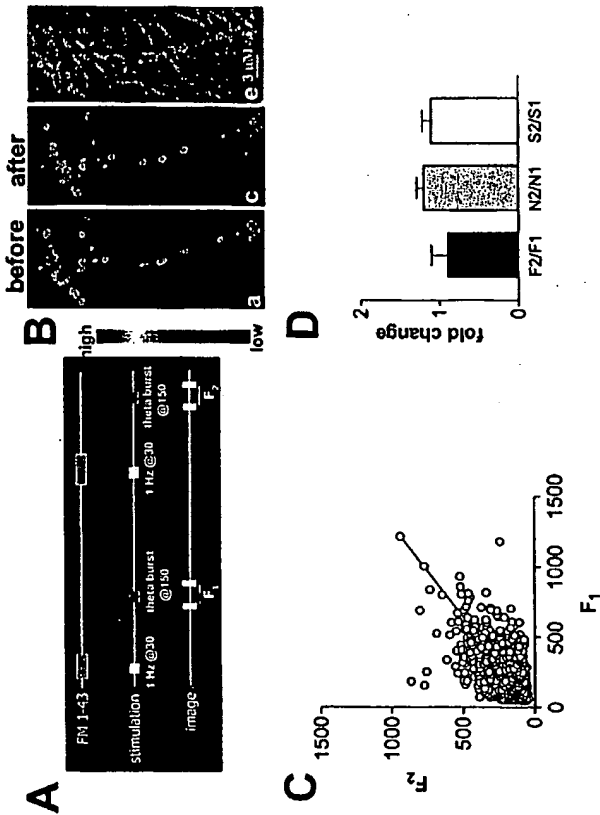 A
FM 1-43
stimulation
1 Hz @30
theta burst
@150
1 Hz @30
theta burst
@150
image
F1
F2
B
high
low
before
after
a
c
e
C
F2
1500
1000
500
0
0
500
1000
1500
F1
D
fold change
2
1
0
F2/F1
N2/N1
S2/S1